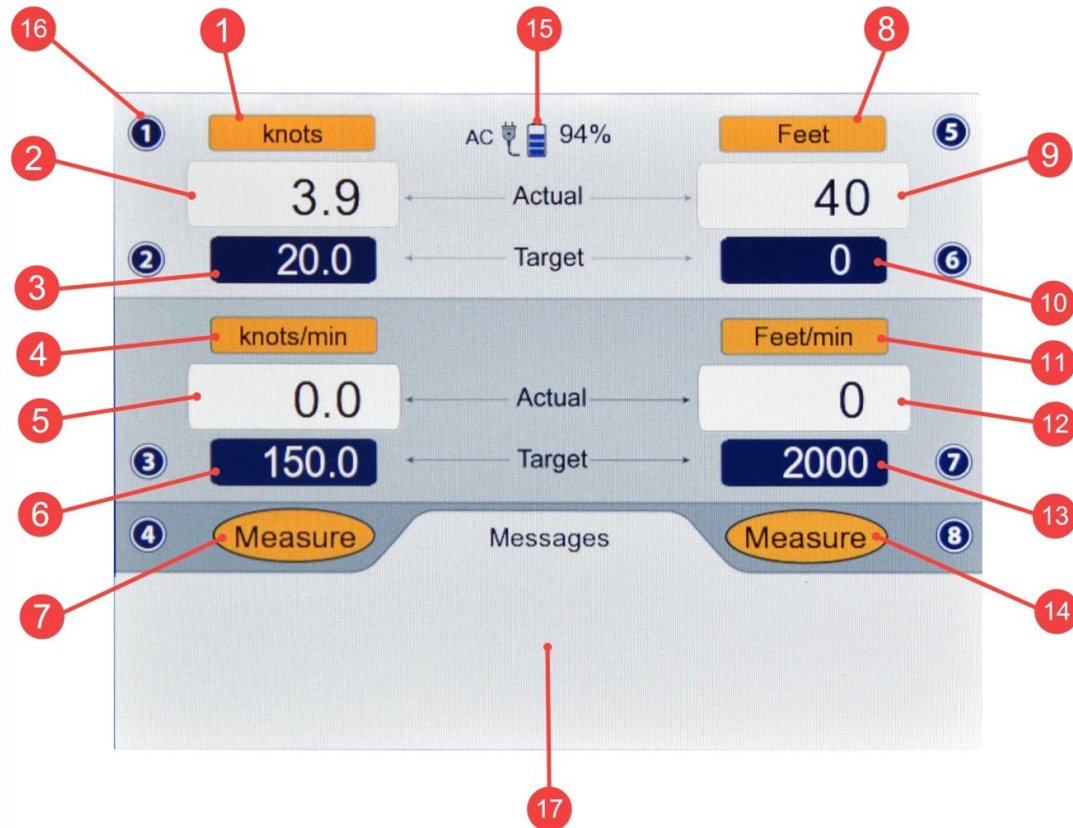 16 1 15 8
1 knots AC 94% Feet 5
2 3.9 Actual 40 9
2 20.0 Target 0 6
3 10
4 knots/min Feet/min 11
5 0.0 Actual 0 12
3 150.0 Target 2000 7
6 13
4 Measure Messages Measure 8
7 14
17